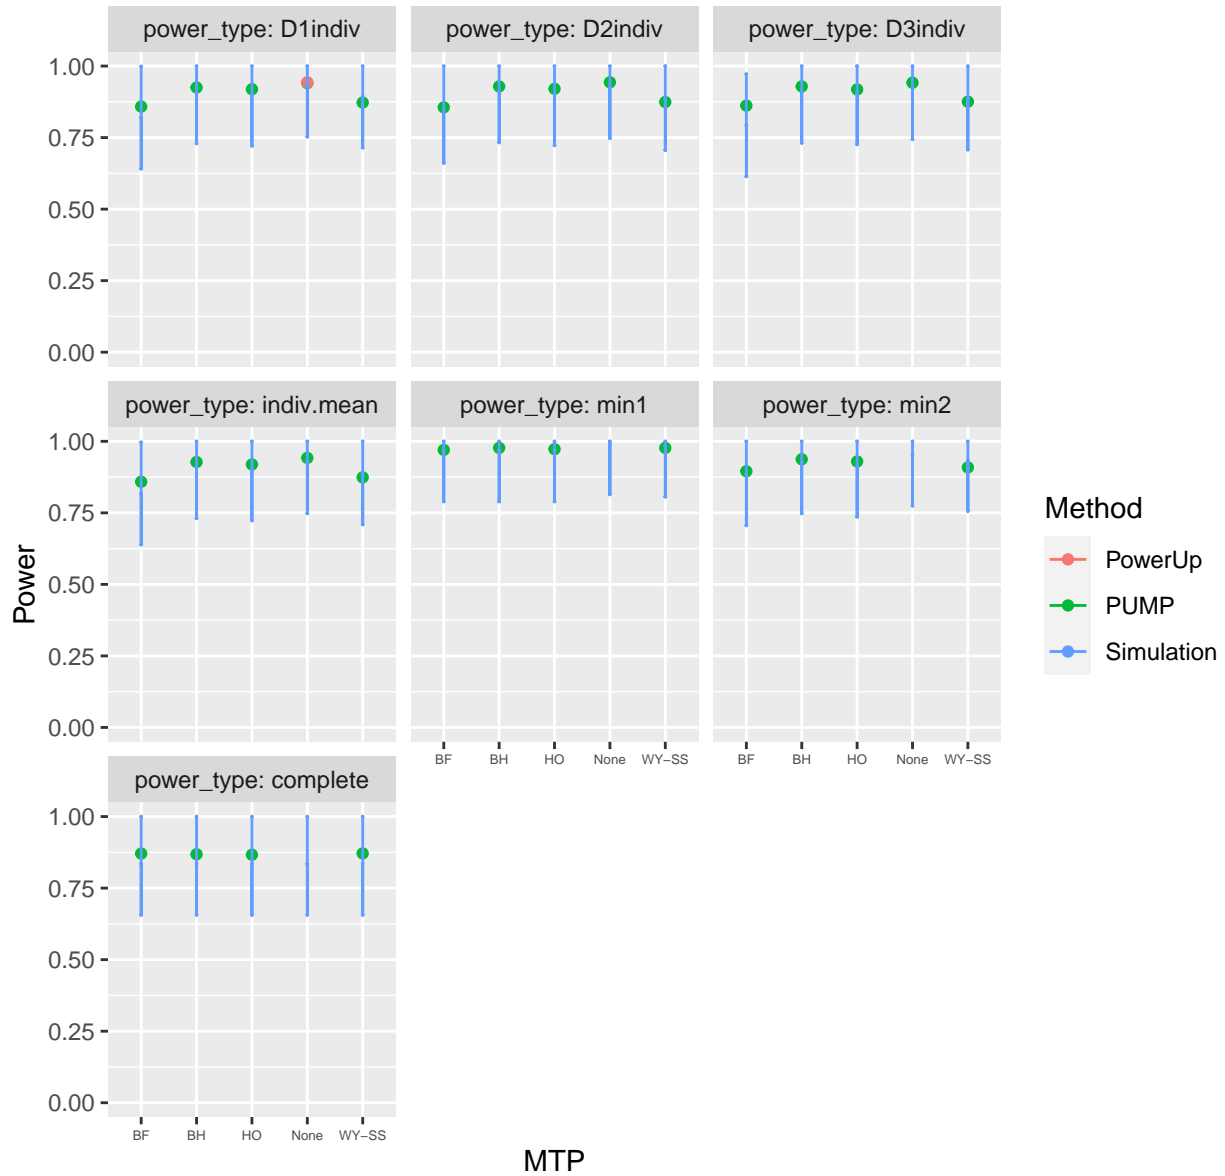 power_type: D1indiv
power_type: D2indiv
power_type: D3indiv
1.00
0.75
0.50
0.25
0.00
power_type: indiv.mean
power_type: min1
power_type: min2
1.00
0.75
0.50
0.25
0.00
BF BH HO None WY−SS
BF BH HO None WY−SS
power_type: complete
1.00
0.75
0.50
0.25
0.00
BF BH HO None WY−SS
MTP
Power
Method
PowerUp
PUMP
Simulation